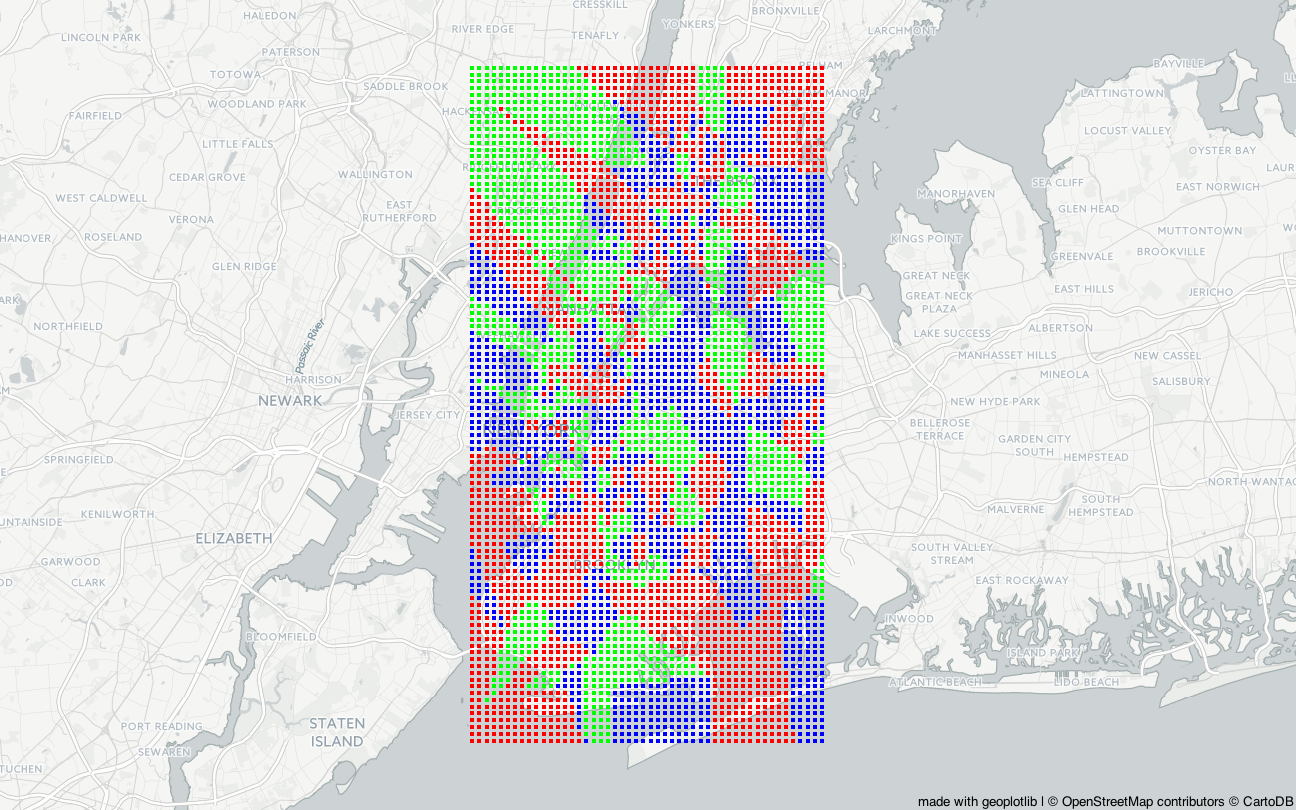 CRESSKILL
BRONXVILLE
HALEDON
YONKERS
LINCOLN PARK
RIVER EDGE
TENAFLY
LARCHMONT
PATERSON
PELHAM
BAYVILLE
TOTOWA
SADDLE BROOK
LATTINGTOWN
WOODLAND PARK
FAIRFIELD
LOCUST VALLEY
LITTLE FALLS
OYSTER BAY
WALLINGTON
CEDAR GROVE
SEA CLIFF
EAST NORWICH
WEST CALDWELL
MANORHAVEN
EAST
RUTHERFORD
GLEN HEAD
VERONA
MUTTONTOWN
HANOVER
ROSELAND
KINGS POINT
BROOKVILLE
GREENVALE
GLEN RIDGE
GREAT NECK
EAST HILLS
JERICHO
GREAT NECK
PLAZA
MANHATTAN
NORTHFIELD
Passaic River
ALBERTSON
LAKE SUCCESS
MANHASSET HILLS
NEW CASSEL
MINEOLA
HARRISON
SALISBURY
NEWARK
NEW HYDE PARK
JERSEY CITY
BELLEROSE
TERRACE
NEW YORK
GARDEN CITY
SOUTH
SPRINGFIELD
HEMPSTEAD
NORTH WANTAG
SOUTH
HEMPSTEAD
MALVERNE
KENILWORTH
UNTAINSIDE
ELIZABETH
SOUTH VALLEY
STREAM
GARWOOD
CLARK
BROOKLYN
EAST ROCKAWAY
INWOOD
BLOOMFIELD
ISLAND PARK
ATLANTIC BEACH
LIDO BEACH
PORT READING
STATEN
ISLAND
SEWAREN
TUCHEN
made with geoplotlib | © OpenStreetMap contributors © CartoDB